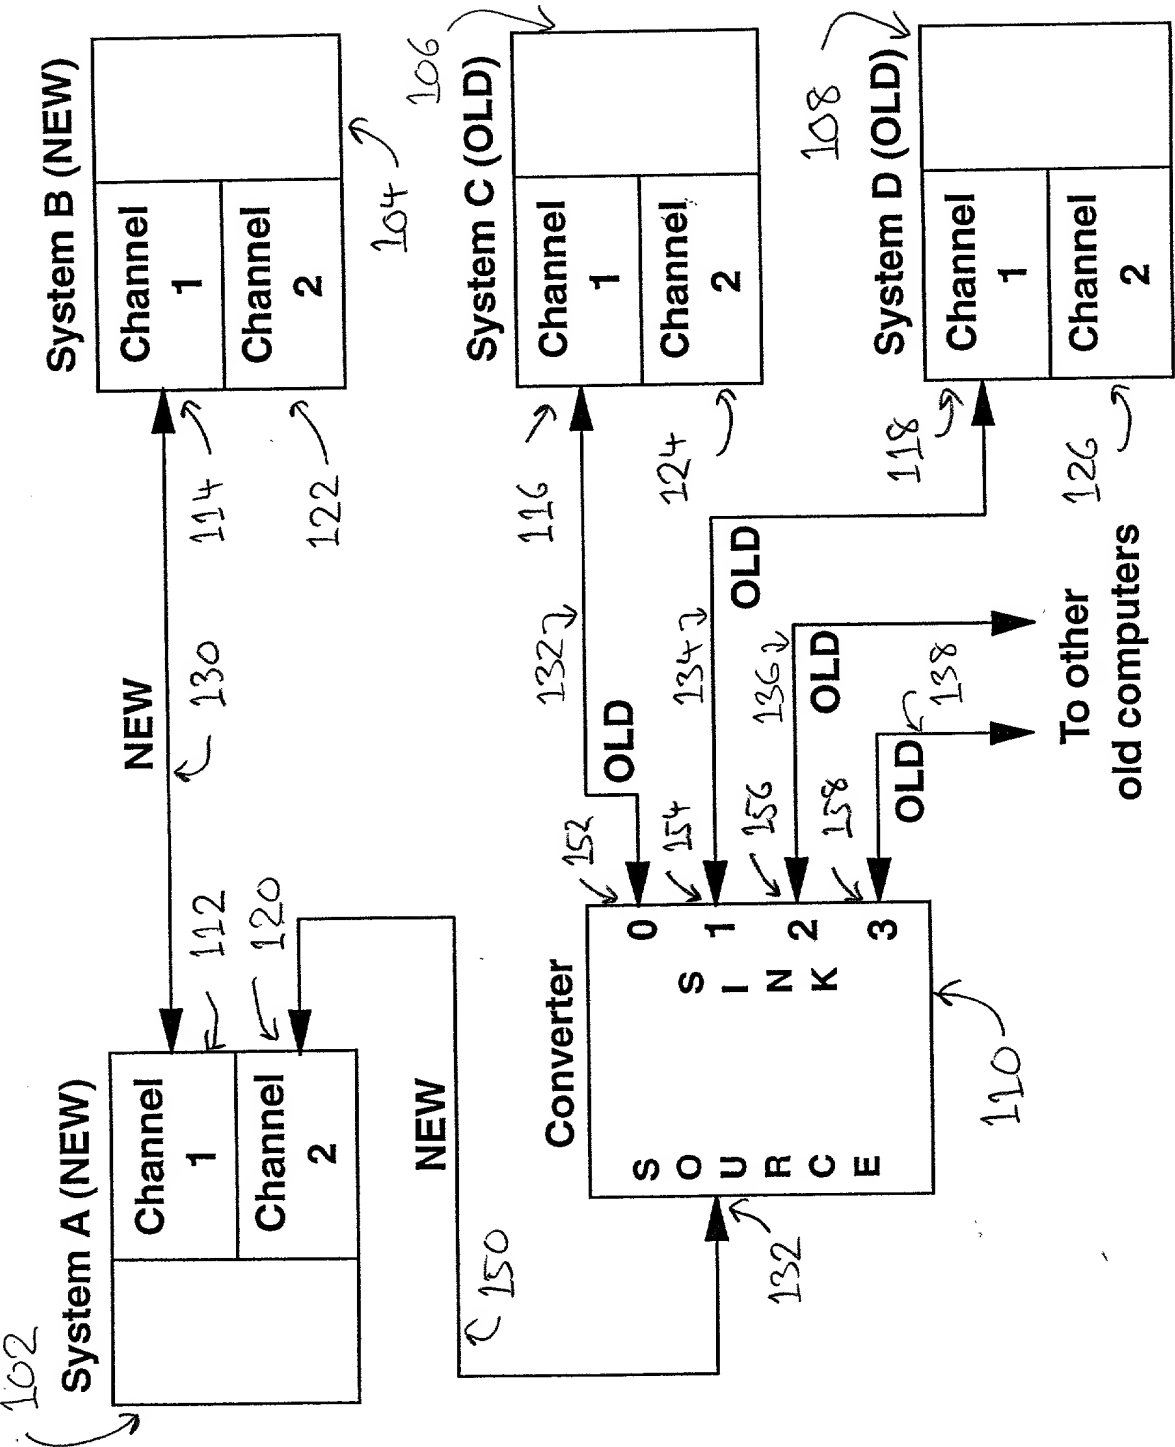 102
System A (NEW)
Channel
1
Channel
2
112
120
NEW
130
System B (NEW)
Channel
1
Channel
2
114
122
104
NEW
150
Converter
SOURCE
SINK
0
1
2
3
132
110
152
154
156
158
OLD
132
OLD
134
OLD
136
OLD
138
To other
old computers
106
System C (OLD)
Channel
1
Channel
2
116
124
108
System D (OLD)
Channel
1
Channel
2
118
126